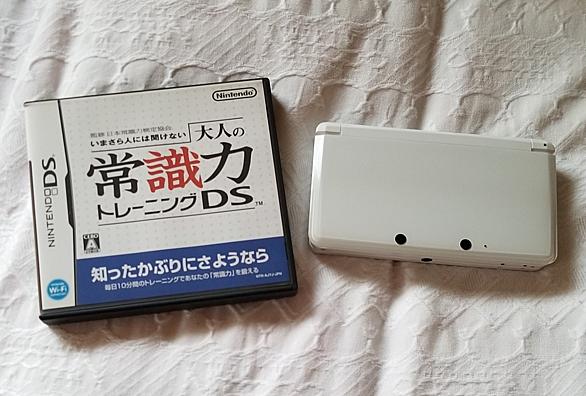 Nintendo
NINTENDO DS
監修 日本常識力検定協会
いまさら人には聞けない
大人の
常識力
トレーニングDS
TM
CERO
A
知ったかぶりにさようなら
毎日10分間のトレーニングであなたの「常識力」を鍛える
Wi-Fi